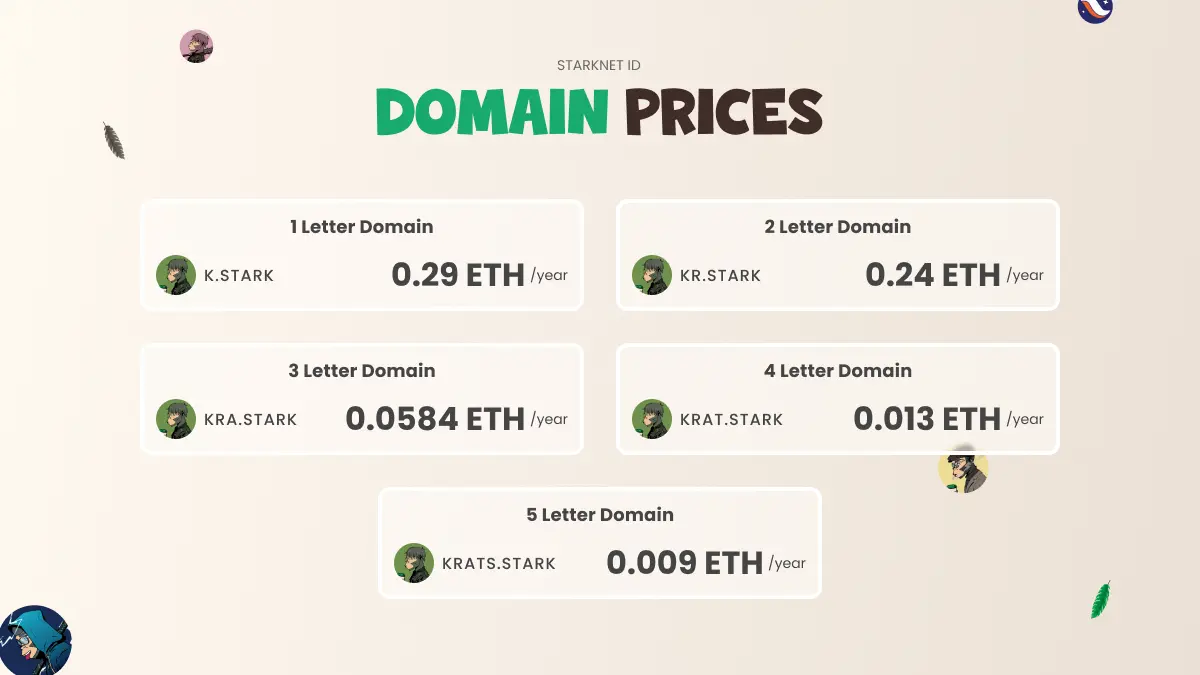 STARKNET ID
DOMAIN PRICES
1 Letter Domain
K.STARK 0.29 ETH /year
2 Letter Domain
KR.STARK 0.24 ETH /year
3 Letter Domain
KRA.STARK 0.0584 ETH /year
4 Letter Domain
KRAT.STARK 0.013 ETH /year
5 Letter Domain
KRATS.STARK 0.009 ETH /year